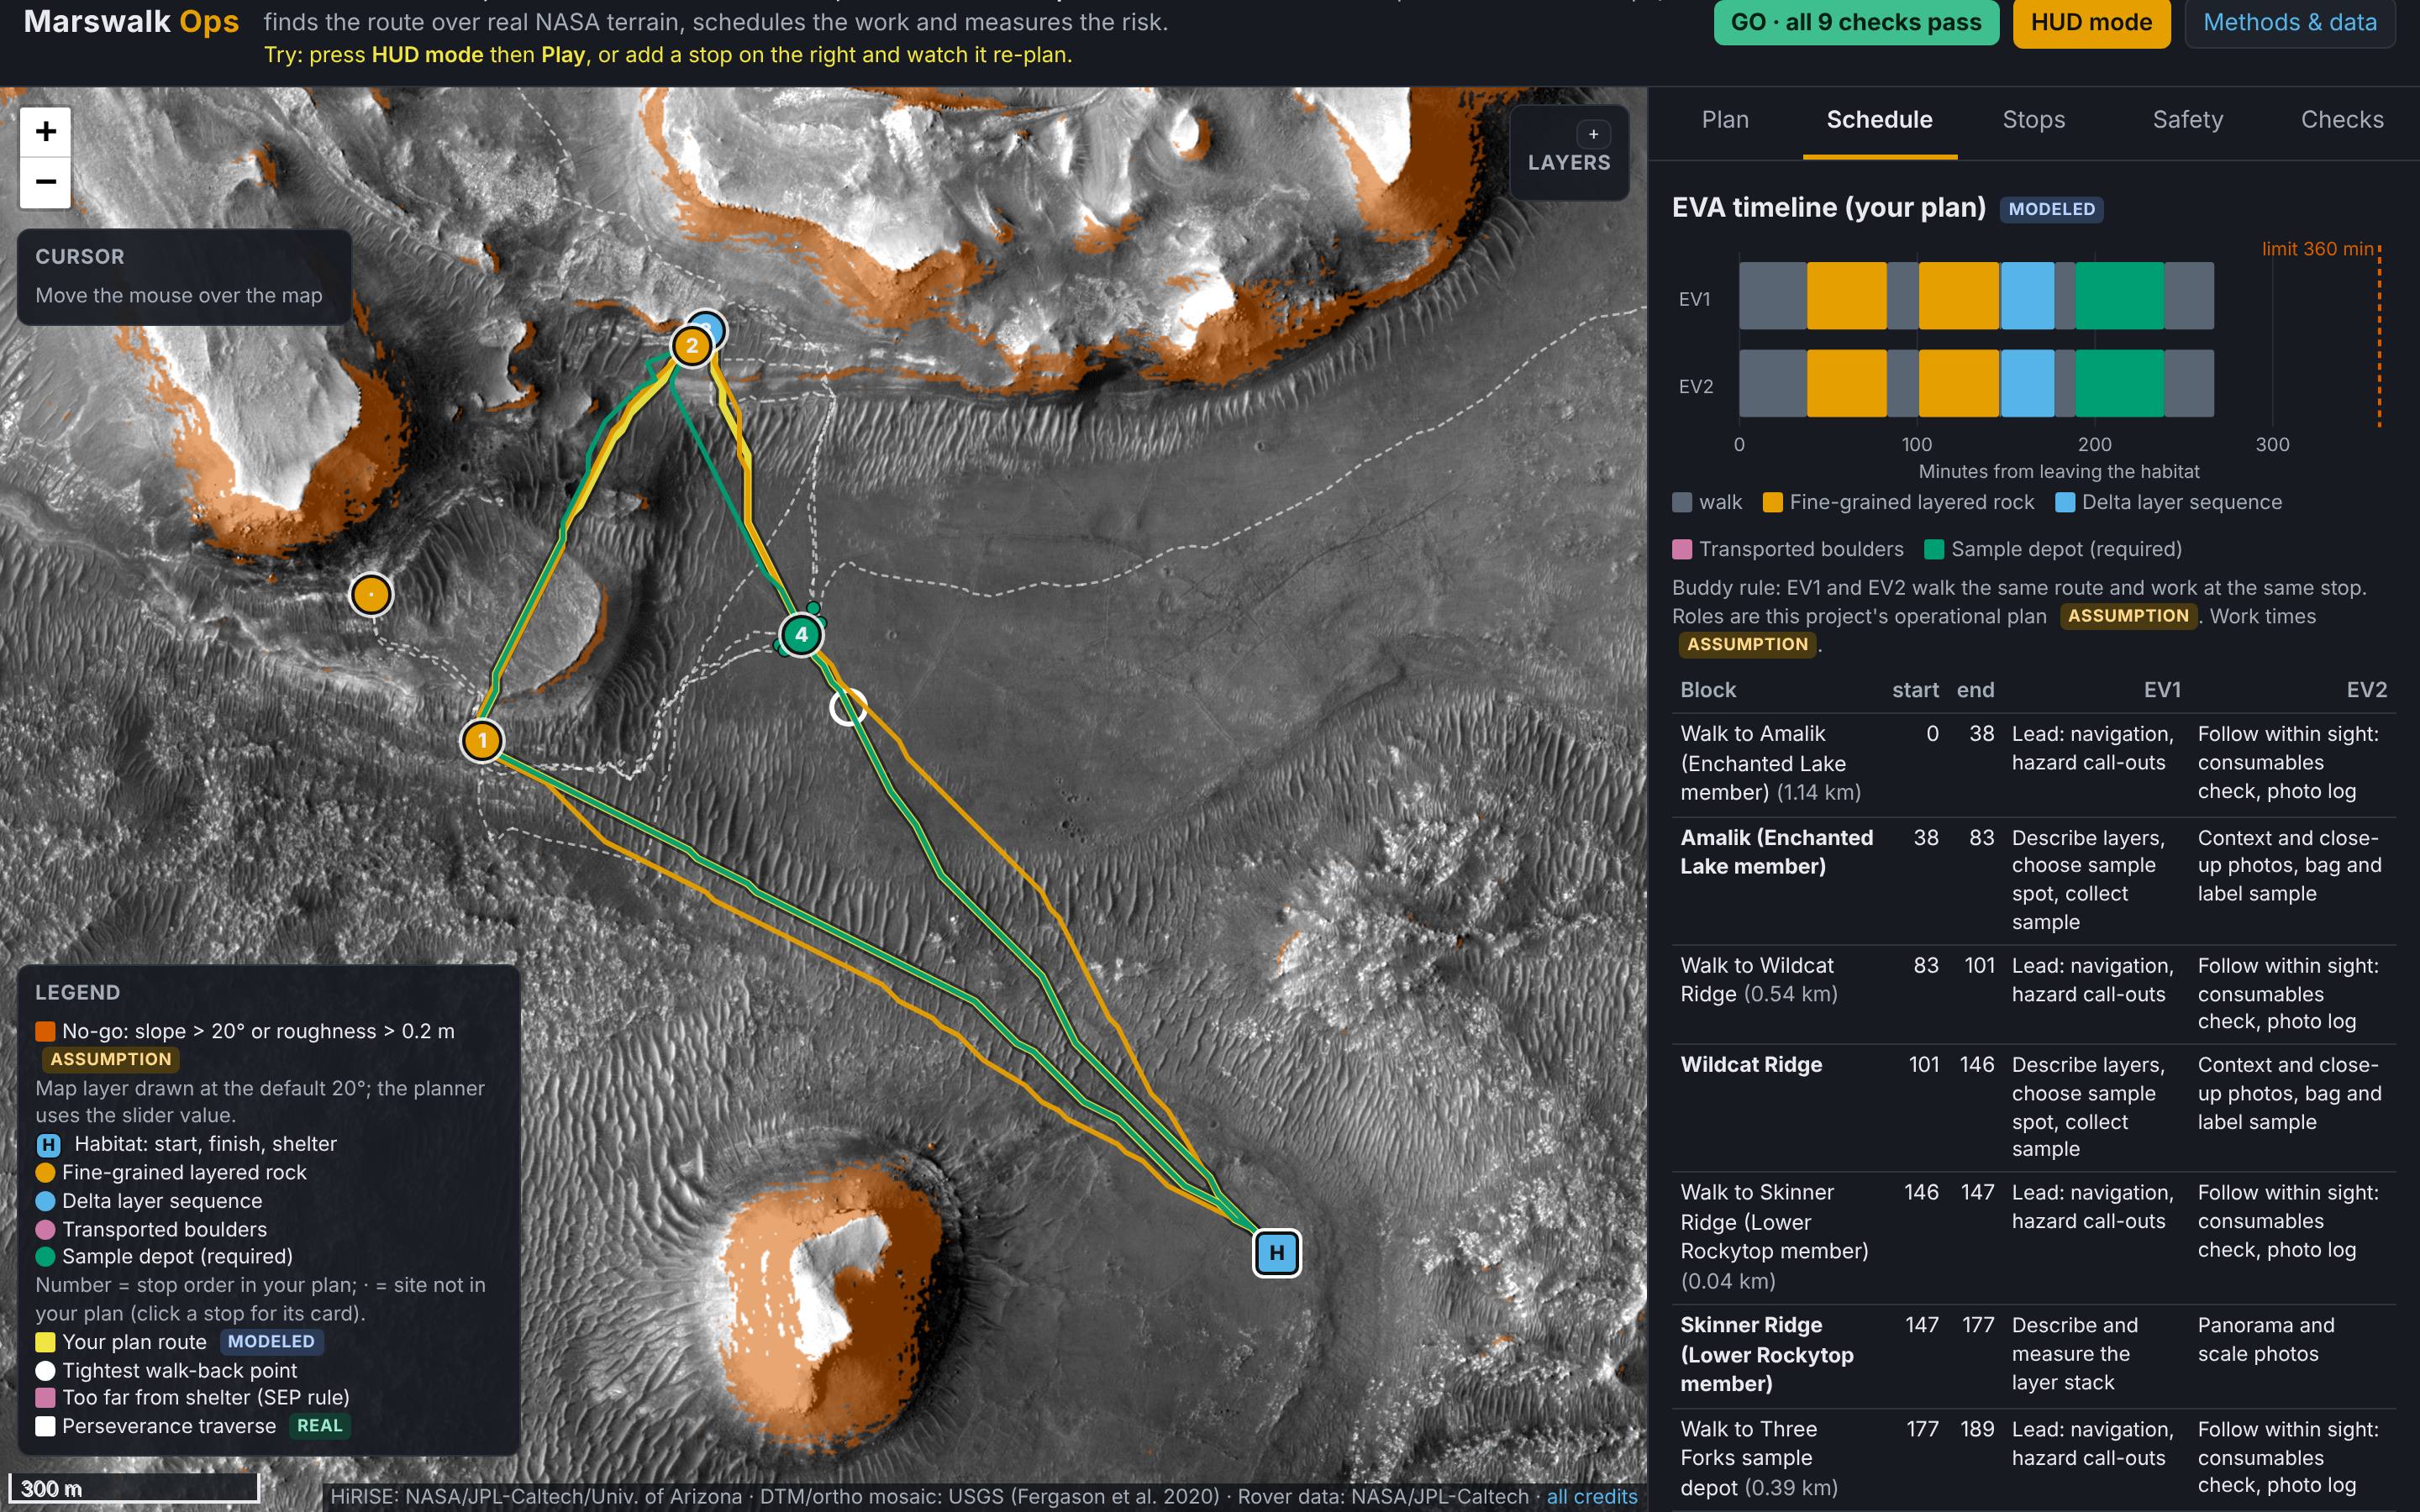 Marswalk Ops
finds the route over real NASA terrain, schedules the work and measures the risk.
Try: press HUD mode then Play, or add a stop on the right and watch it re-plan.
GO · all 9 checks pass
HUD mode
Methods & data
+
−
CURSOR
Move the mouse over the map
+
LAYERS
2
4
1
H
LEGEND
No-go: slope > 20° or roughness > 0.2 m
ASSUMPTION
Map layer drawn at the default 20°; the planner
uses the slider value.
H Habitat: start, finish, shelter
Fine-grained layered rock
Delta layer sequence
Transported boulders
Sample depot (required)
Number = stop order in your plan; · = site not in
your plan (click a stop for its card).
Your plan route MODELED
Tightest walk-back point
Too far from shelter (SEP rule)
Perseverance traverse REAL
300 m
HiRISE: NASA/JPL-Caltech/Univ. of Arizona · DTM/ortho mosaic: USGS (Fergason et al. 2020) · Rover data: NASA/JPL-Caltech · all credits
Plan Schedule Stops Safety Checks
EVA timeline (your plan) MODELED
limit 360 min
EV1
EV2
0 100 200 300
Minutes from leaving the habitat
walk Fine-grained layered rock Delta layer sequence
Transported boulders Sample depot (required)
Buddy rule: EV1 and EV2 walk the same route and work at the same stop.
Roles are this project's operational plan ASSUMPTION. Work times
ASSUMPTION.
Block start end EV1 EV2
Walk to Amalik 0 38 Lead: navigation, Follow within sight:
(Enchanted Lake hazard call-outs consumables
member) (1.14 km) check, photo log
Amalik (Enchanted 38 83 Describe layers, Context and close-
Lake member) choose sample up photos, bag and
spot, collect label sample
sample
Walk to Wildcat 83 101 Lead: navigation, Follow within sight:
Ridge (0.54 km) hazard call-outs consumables
check, photo log
Wildcat Ridge 101 146 Describe layers, Context and close-
choose sample up photos, bag and
spot, collect label sample
sample
Walk to Skinner 146 147 Lead: navigation, Follow within sight:
Ridge (Lower hazard call-outs consumables
Rockytop member) check, photo log
(0.04 km)
Skinner Ridge 147 177 Describe and Panorama and
(Lower Rockytop measure the scale photos
member) layer stack
Walk to Three 177 189 Lead: navigation, Follow within sight:
Forks sample hazard call-outs consumables
depot (0.39 km) check, photo log